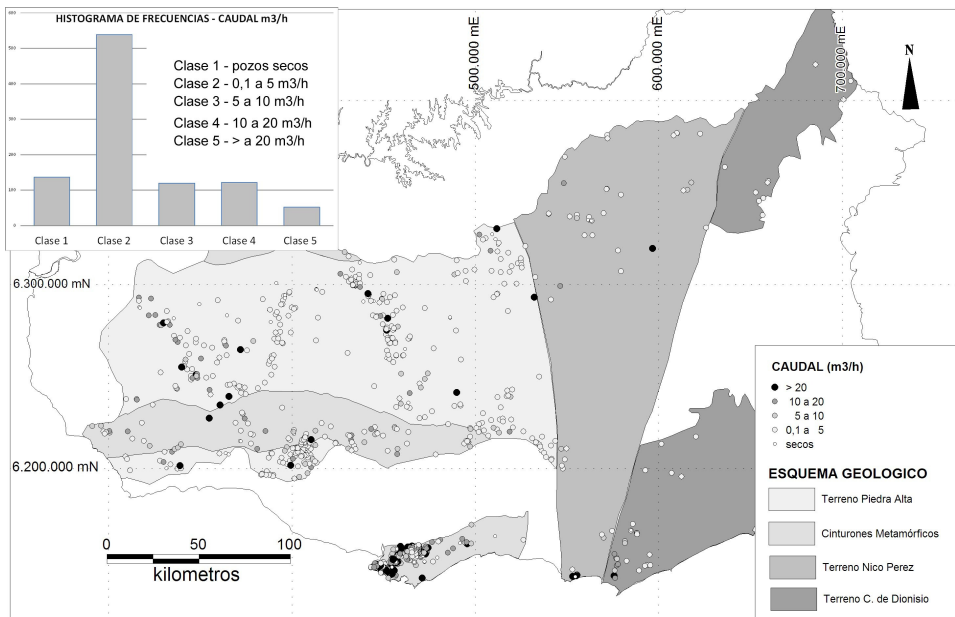 HISTOGRAMA DE FRECUENCIAS - CAUDAL m3/h
600
500
400
300
200
100
0
Clase 1 - pozos secos
Clase 2 - 0,1 a 5 m3/h
Clase 3 - 5 a 10 m3/h
Clase 4 - 10 a 20 m3/h
Clase 5 - > a 20 m3/h
Clase 1 Clase 2 Clase 3 Clase 4 Clase 5
500.000 mE
600.000 mE
700.000 mE
N
6.300.000 mN
6.200.000 mN
0 50 100
kilometros
CAUDAL (m3/h)
> 20
10 a 20
5 a 10
0,1 a 5
secos
ESQUEMA GEOLOGICO
Terreno Piedra Alta
Cinturones Metamórficos
Terreno Nico Perez
Terreno C. de Dionisio